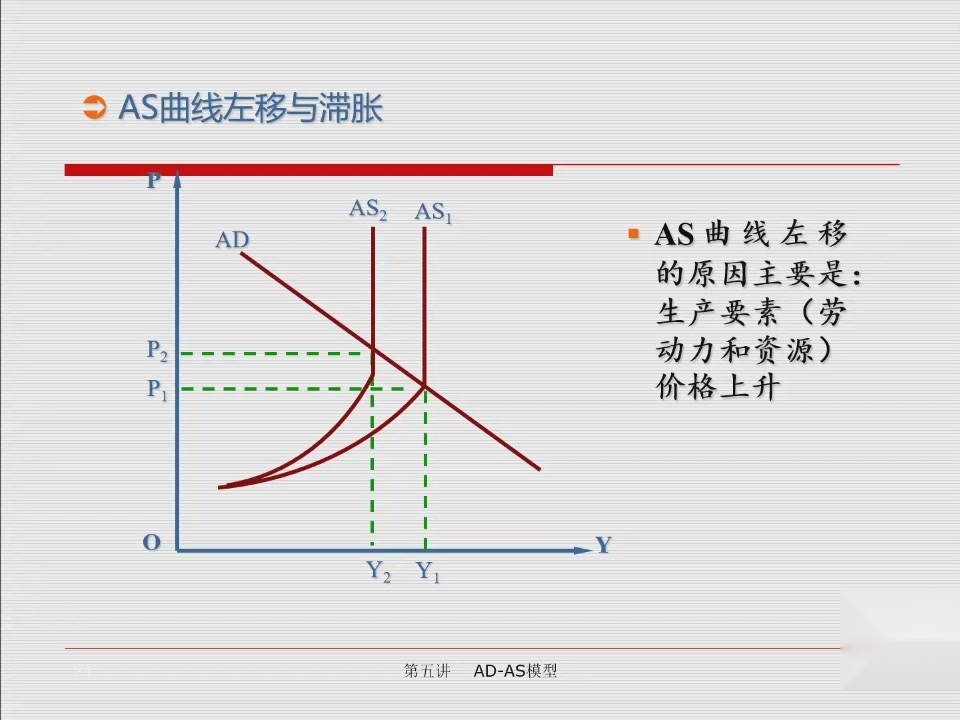 AS曲线左移与滞胀
P
AS₂ AS₁
AD
P₂
P₁
O
Y
Y₂ Y₁
AS曲线左移
的原因主要是：
生产要素（劳
动力和资源）
价格上升
第五讲 AD-AS模型